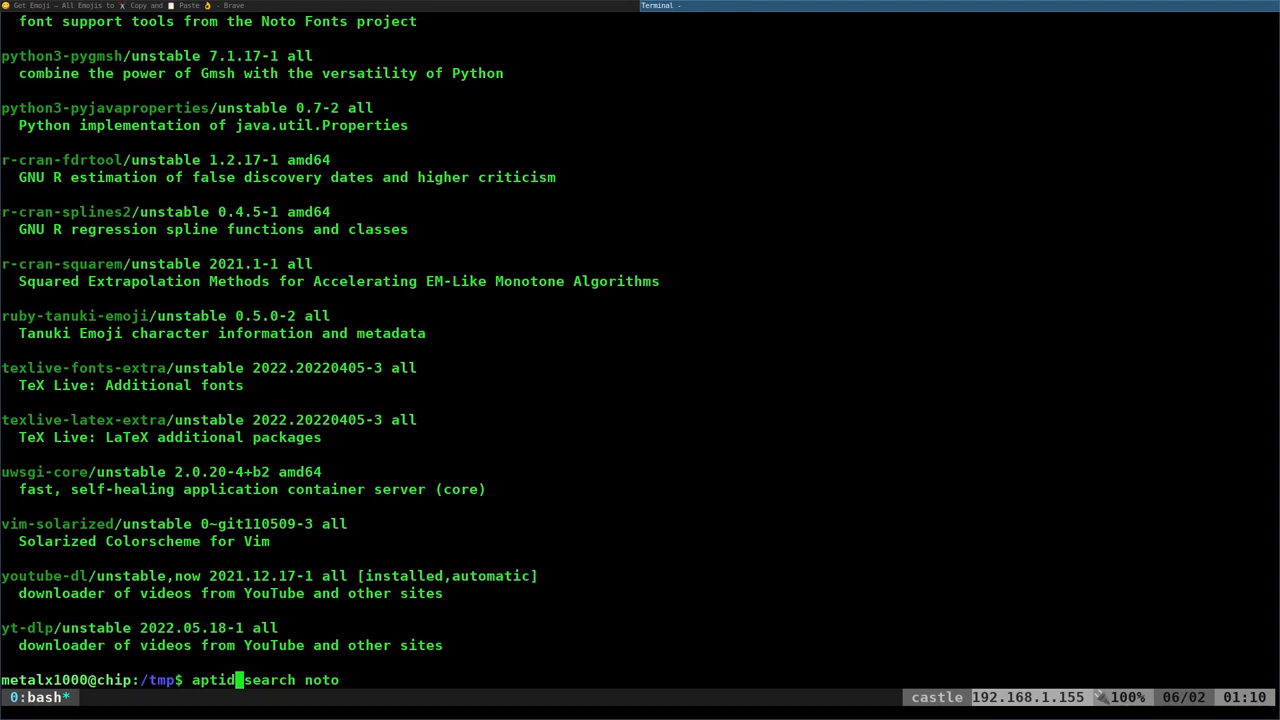 😋 Get Emoji — All Emojis to ✂️ Copy and 📋 Paste 👌 - Brave
Terminal -
font support tools from the Noto Fonts project
python3-pygmsh/unstable 7.1.17-1 all
combine the power of Gmsh with the versatility of Python
python3-pyjavaproperties/unstable 0.7-2 all
Python implementation of java.util.Properties
r-cran-fdrtool/unstable 1.2.17-1 amd64
GNU R estimation of false discovery dates and higher criticism
r-cran-splines2/unstable 0.4.5-1 amd64
GNU R regression spline functions and classes
r-cran-squarem/unstable 2021.1-1 all
Squared Extrapolation Methods for Accelerating EM-Like Monotone Algorithms
ruby-tanuki-emoji/unstable 0.5.0-2 all
Tanuki Emoji character information and metadata
texlive-fonts-extra/unstable 2022.20220405-3 all
TeX Live: Additional fonts
texlive-latex-extra/unstable 2022.20220405-3 all
TeX Live: LaTeX additional packages
uwsgi-core/unstable 2.0.20-4+b2 amd64
fast, self-healing application container server (core)
vim-solarized/unstable 0~git110509-3 all
Solarized Colorscheme for Vim
youtube-dl/unstable,now 2021.12.17-1 all [installed,automatic]
downloader of videos from YouTube and other sites
yt-dlp/unstable 2022.05.18-1 all
downloader of videos from YouTube and other sites
metalx1000@chip:/tmp$ aptid search noto
0:bash* castle 192.168.1.155 🔌100% 06/02 01:10